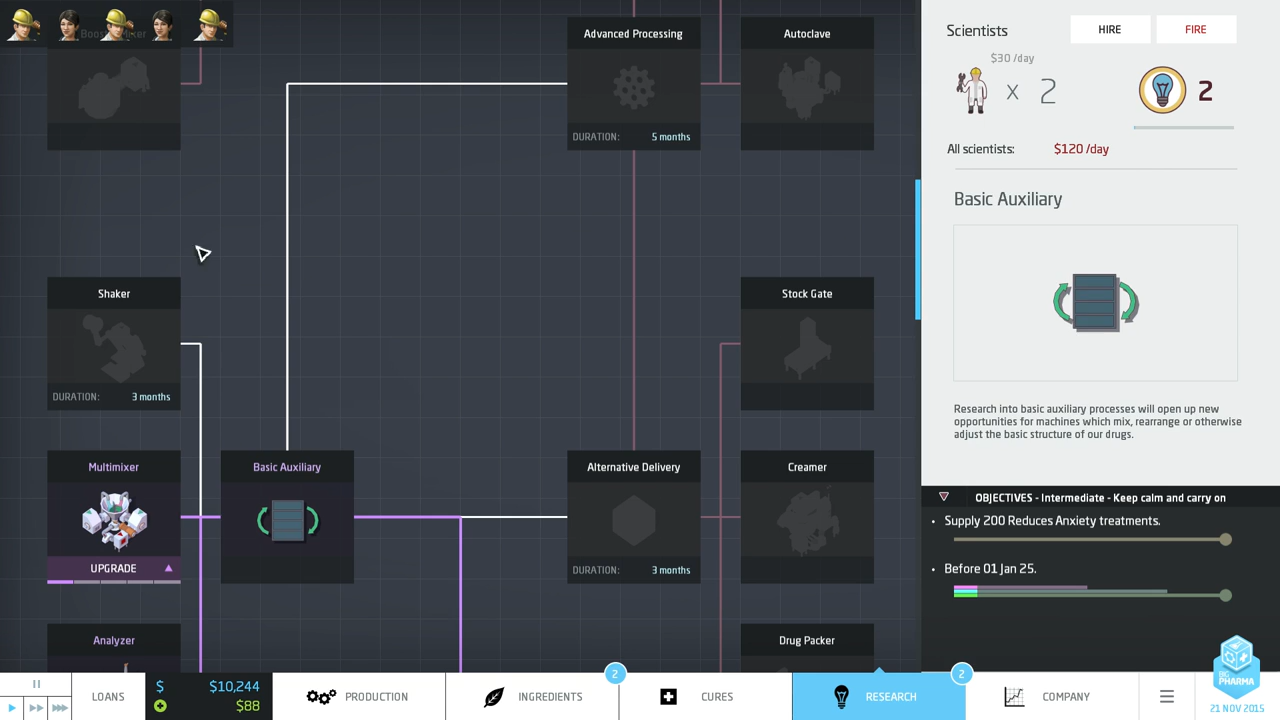 Booster Mixer
Advanced Processing
Autoclave
DURATION: 5 months
Shaker
Stock Gate
DURATION: 3 months
Multimixer
Basic Auxiliary
Alternative Delivery
Creamer
UPGRADE
DURATION: 3 months
Analyzer
Drug Packer
Scientists
HIRE
FIRE
$30 /day
X 2
2
All scientists: $120 /day
Basic Auxiliary
Research into basic auxiliary processes will open up new
opportunities for machines which mix, rearrange or otherwise
adjust the basic structure of our drugs.
OBJECTIVES - Intermediate - Keep calm and carry on
• Supply 200 Reduces Anxiety treatments.
• Before 01 Jan 25.
LOANS
$ $10,244
$88
PRODUCTION
2
INGREDIENTS
CURES
RESEARCH
2
COMPANY
BIG PHARMA
21 NOV 2015